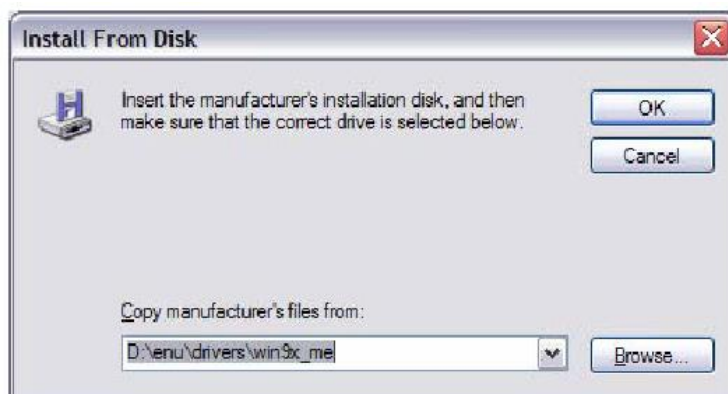 Install From Disk
Insert the manufacturer's installation disk, and then
make sure that the correct drive is selected below.
OK
Cancel
Copy manufacturer's files from:
D:\enu\drivers\win9x_me
Browse...